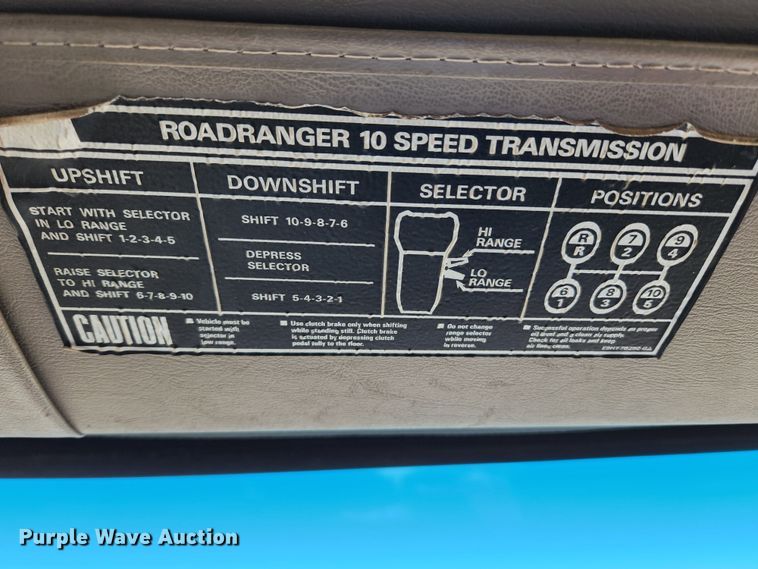 ROADRANGER 10 SPEED TRANSMISSION
UPSHIFT
START WITH SELECTOR
IN LO RANGE
AND SHIFT 1-2-3-4-5
RAISE SELECTOR
TO HI RANGE
AND SHIFT 6-7-8-9-10
DOWNSHIFT
SHIFT 10-9-8-7-6
DEPRESS
SELECTOR
SHIFT 5-4-3-2-1
SELECTOR
HI
RANGE
LO
RANGE
POSITIONS
R 7 9
R 2 4
6 8 10
1 3 5
CAUTION
Vehicle must be
started with
selector in
low range.
Use clutch brake only when shifting
while standing still. Clutch brake
is actuated by depressing clutch
pedal fully to the floor.
Do not change
range selector
while moving
in reverse.
Successful operation depends on proper
oil level and a clean air supply.
Check for oil leaks and keep
air lines clean.
Purple Wave Auction